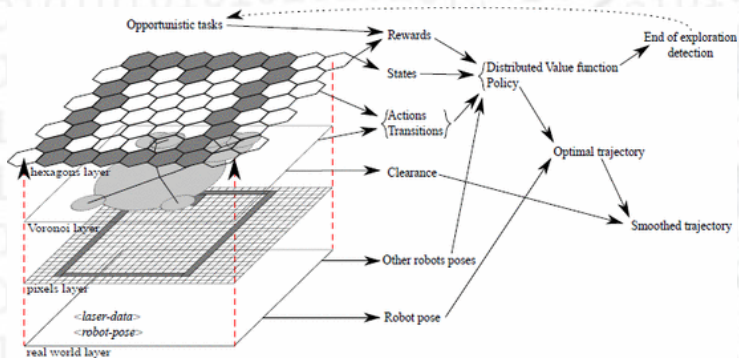 Opportunistic tasks
Rewards
End of exploration
detection
States
Distributed Value function
Policy
Actions
Transitions
Optimal trajectory
hexagons layer
Clearance
Voronoi layer
Smoothed trajectory
Other robots poses
pixels layer
<laser-data>
Robot pose
<robot-pose>
real world layer